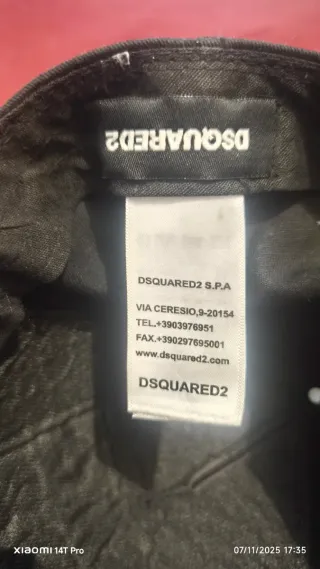 DSQUARED2
DSQUARED2 S.P.A
VIA CERESIO,9-20154
TEL.+3903976951
FAX.+390297695001
www.dsquared2.com
DSQUARED2
XIAOMI 14T Pro
07/11/2025 17:35